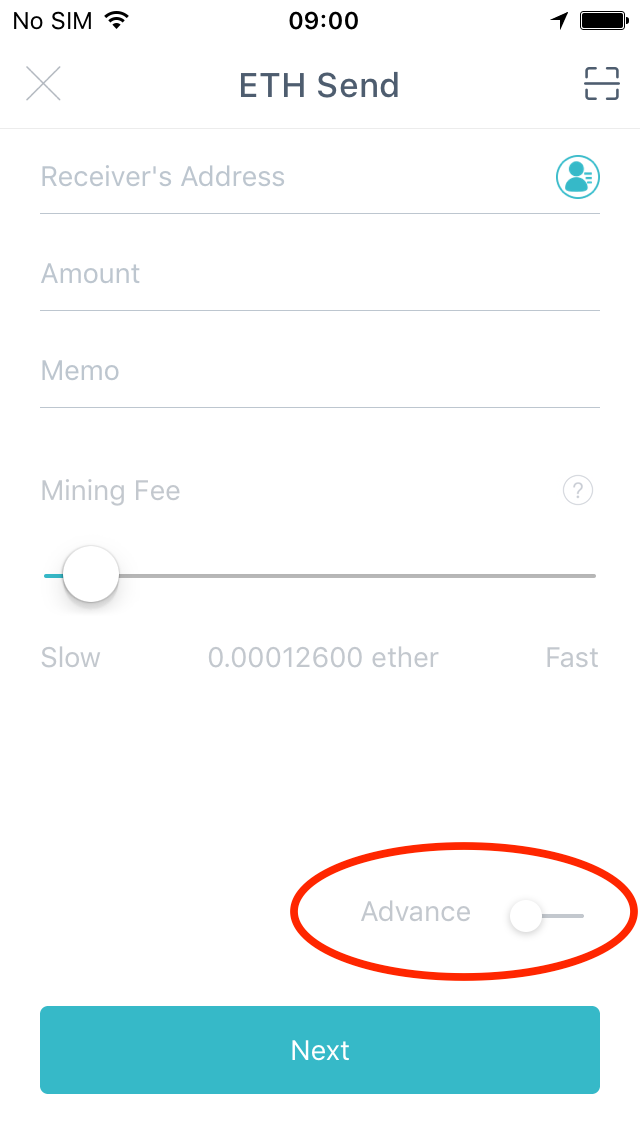 No SIM 09:00
ETH Send
Receiver's Address
Amount
Memo
Mining Fee ?
Slow 0.00012600 ether Fast
Advance
Next